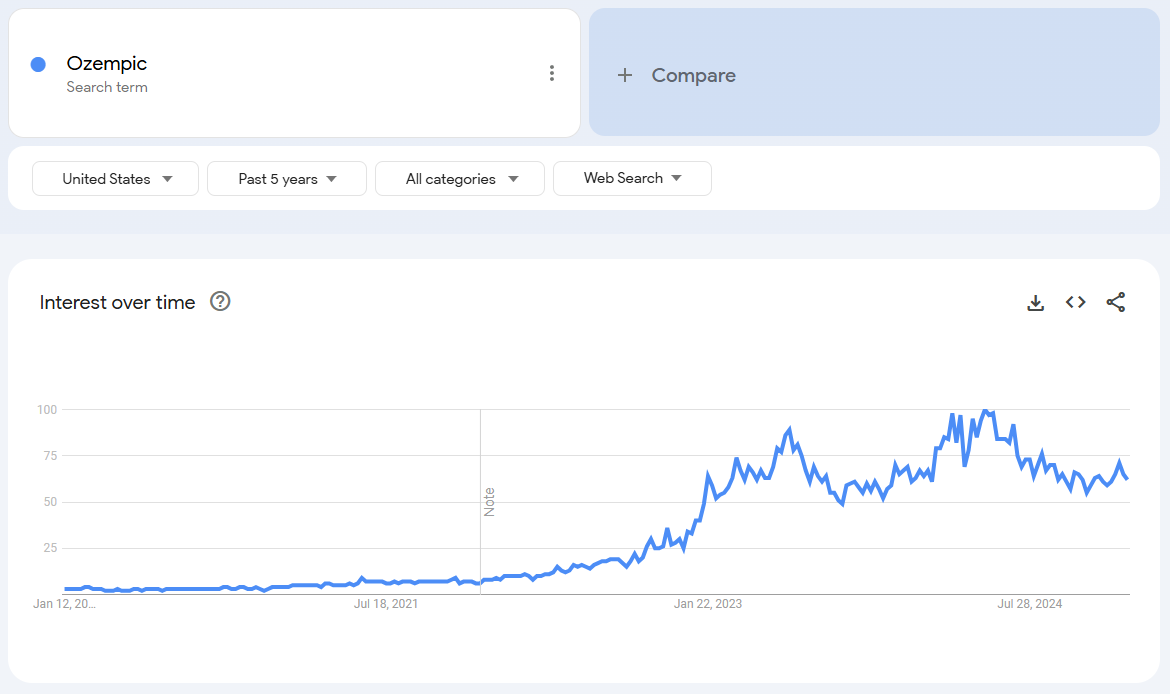 Ozempic
Search term
+ Compare
United States
Past 5 years
All categories
Web Search
Interest over time
100
75
50
25
Note
Jan 12, 20...
Jul 18, 2021
Jan 22, 2023
Jul 28, 2024